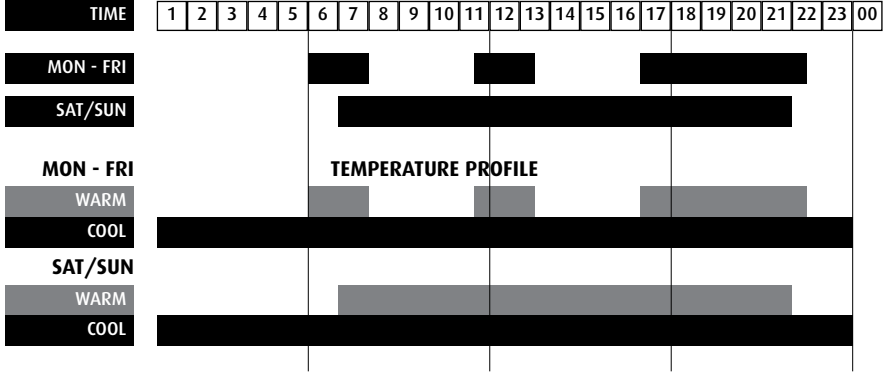 TIME 1 2 3 4 5 6 7 8 9 10 11 12 13 14 15 16 17 18 19 20 21 22 23 00
MON - FRI
SAT/SUN
MON - FRI TEMPERATURE PROFILE
WARM
COOL
SAT/SUN
WARM
COOL